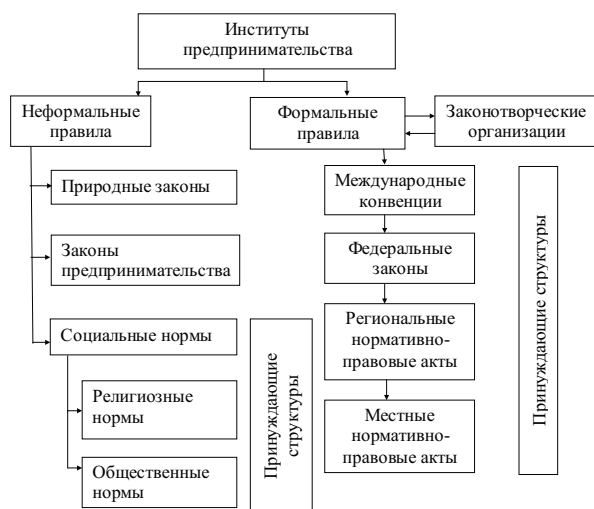 Институты
предпринимательства
Неформальные
правила
Формальные
правила
Законотворческие
организации
Природные законы
Законы
предпринимательства
Социальные нормы
Религиозные
нормы
Общественные
нормы
Принуждающие
структуры
Международные
конвенции
Федеральные
законы
Региональные
нормативно-
правовые акты
Местные
нормативно-
правовые акты
Принуждающие структуры